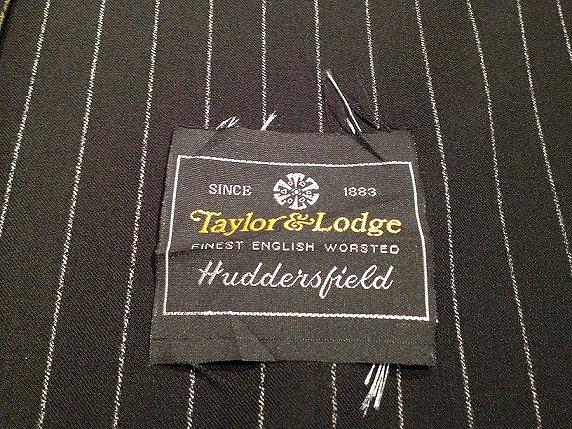 SINCE 1883
Taylor & Lodge
FINEST ENGLISH WORSTED
Huddersfield